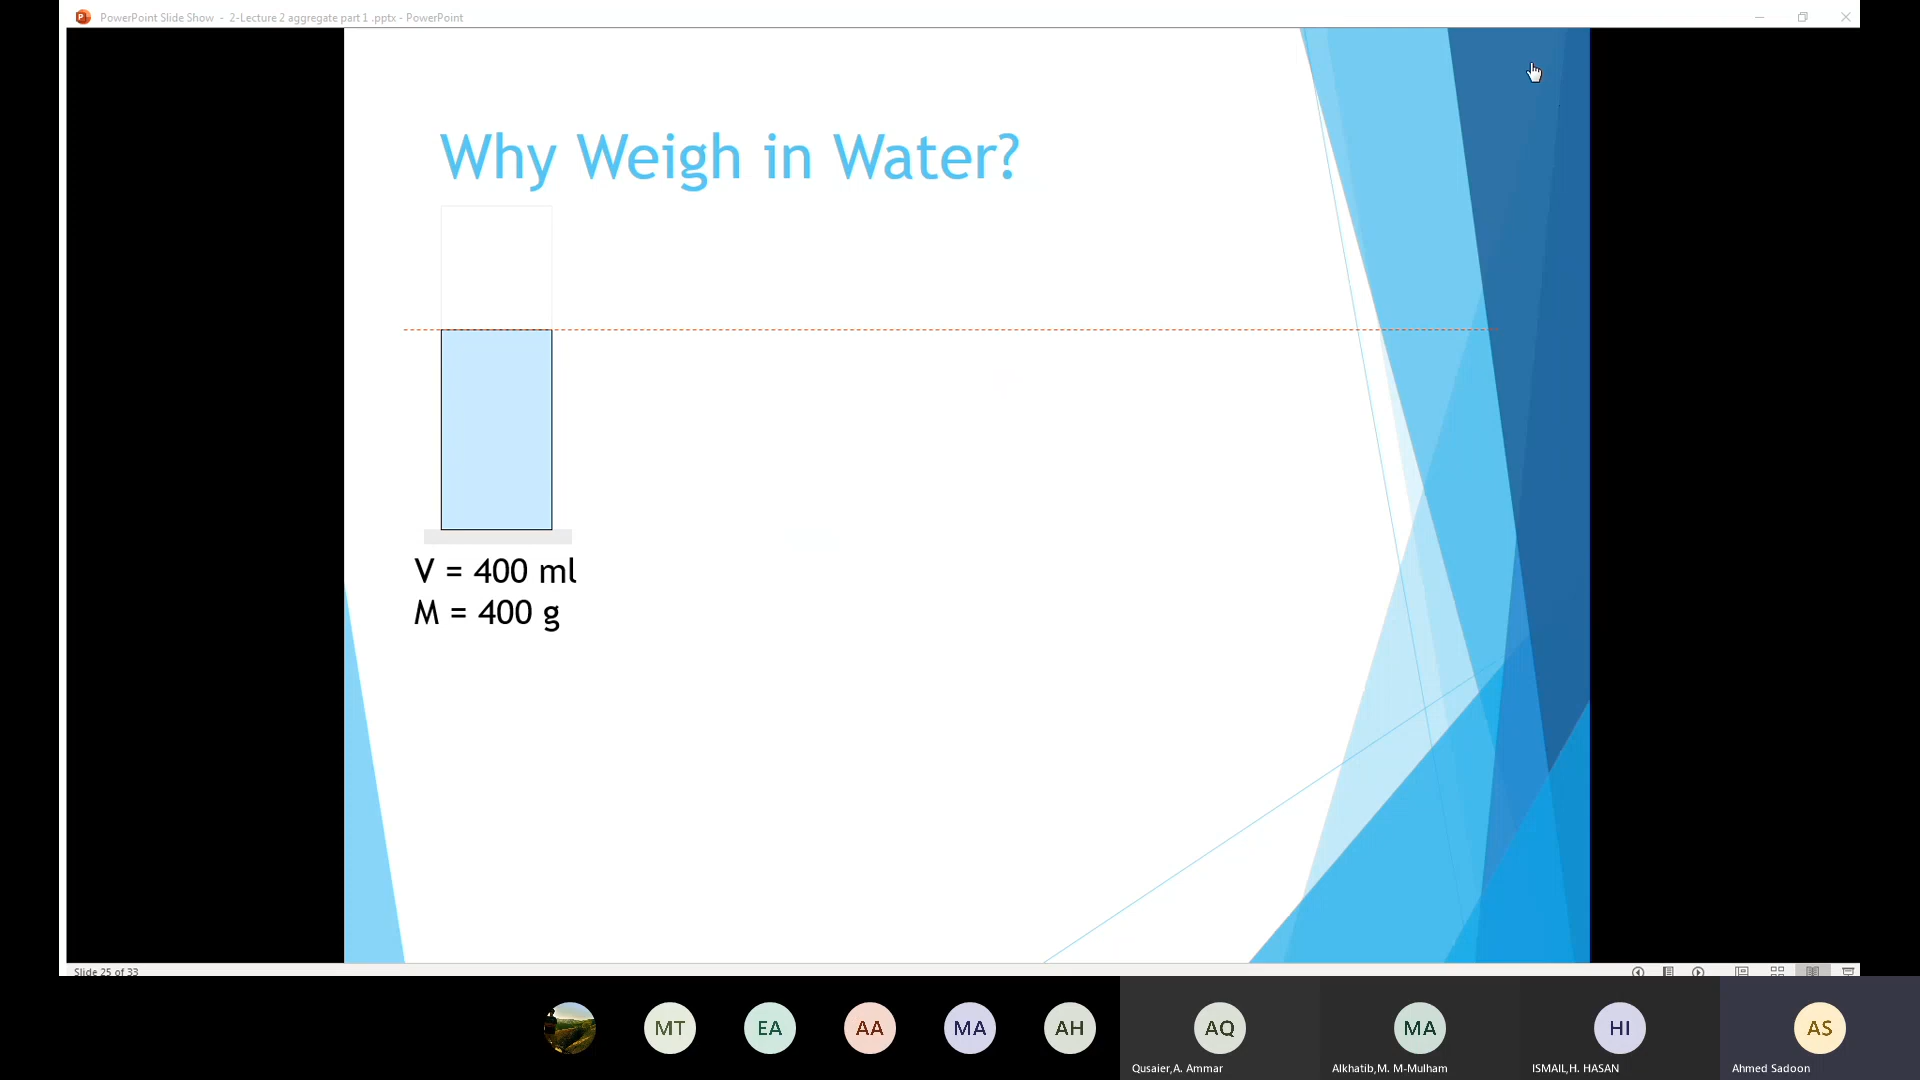 PowerPoint Slide Show - 2-Lecture 2 aggregate part 1 .pptx - PowerPoint
Why Weigh in Water?
V = 400 ml
M = 400 g
Slide 25 of 33
MT
EA
AA
MA
AH
AQ
MA
HI
AS
Qusaier,A. Ammar
Alkhatib,M. M-Mulham
ISMAIL,H. HASAN
Ahmed Sadoon